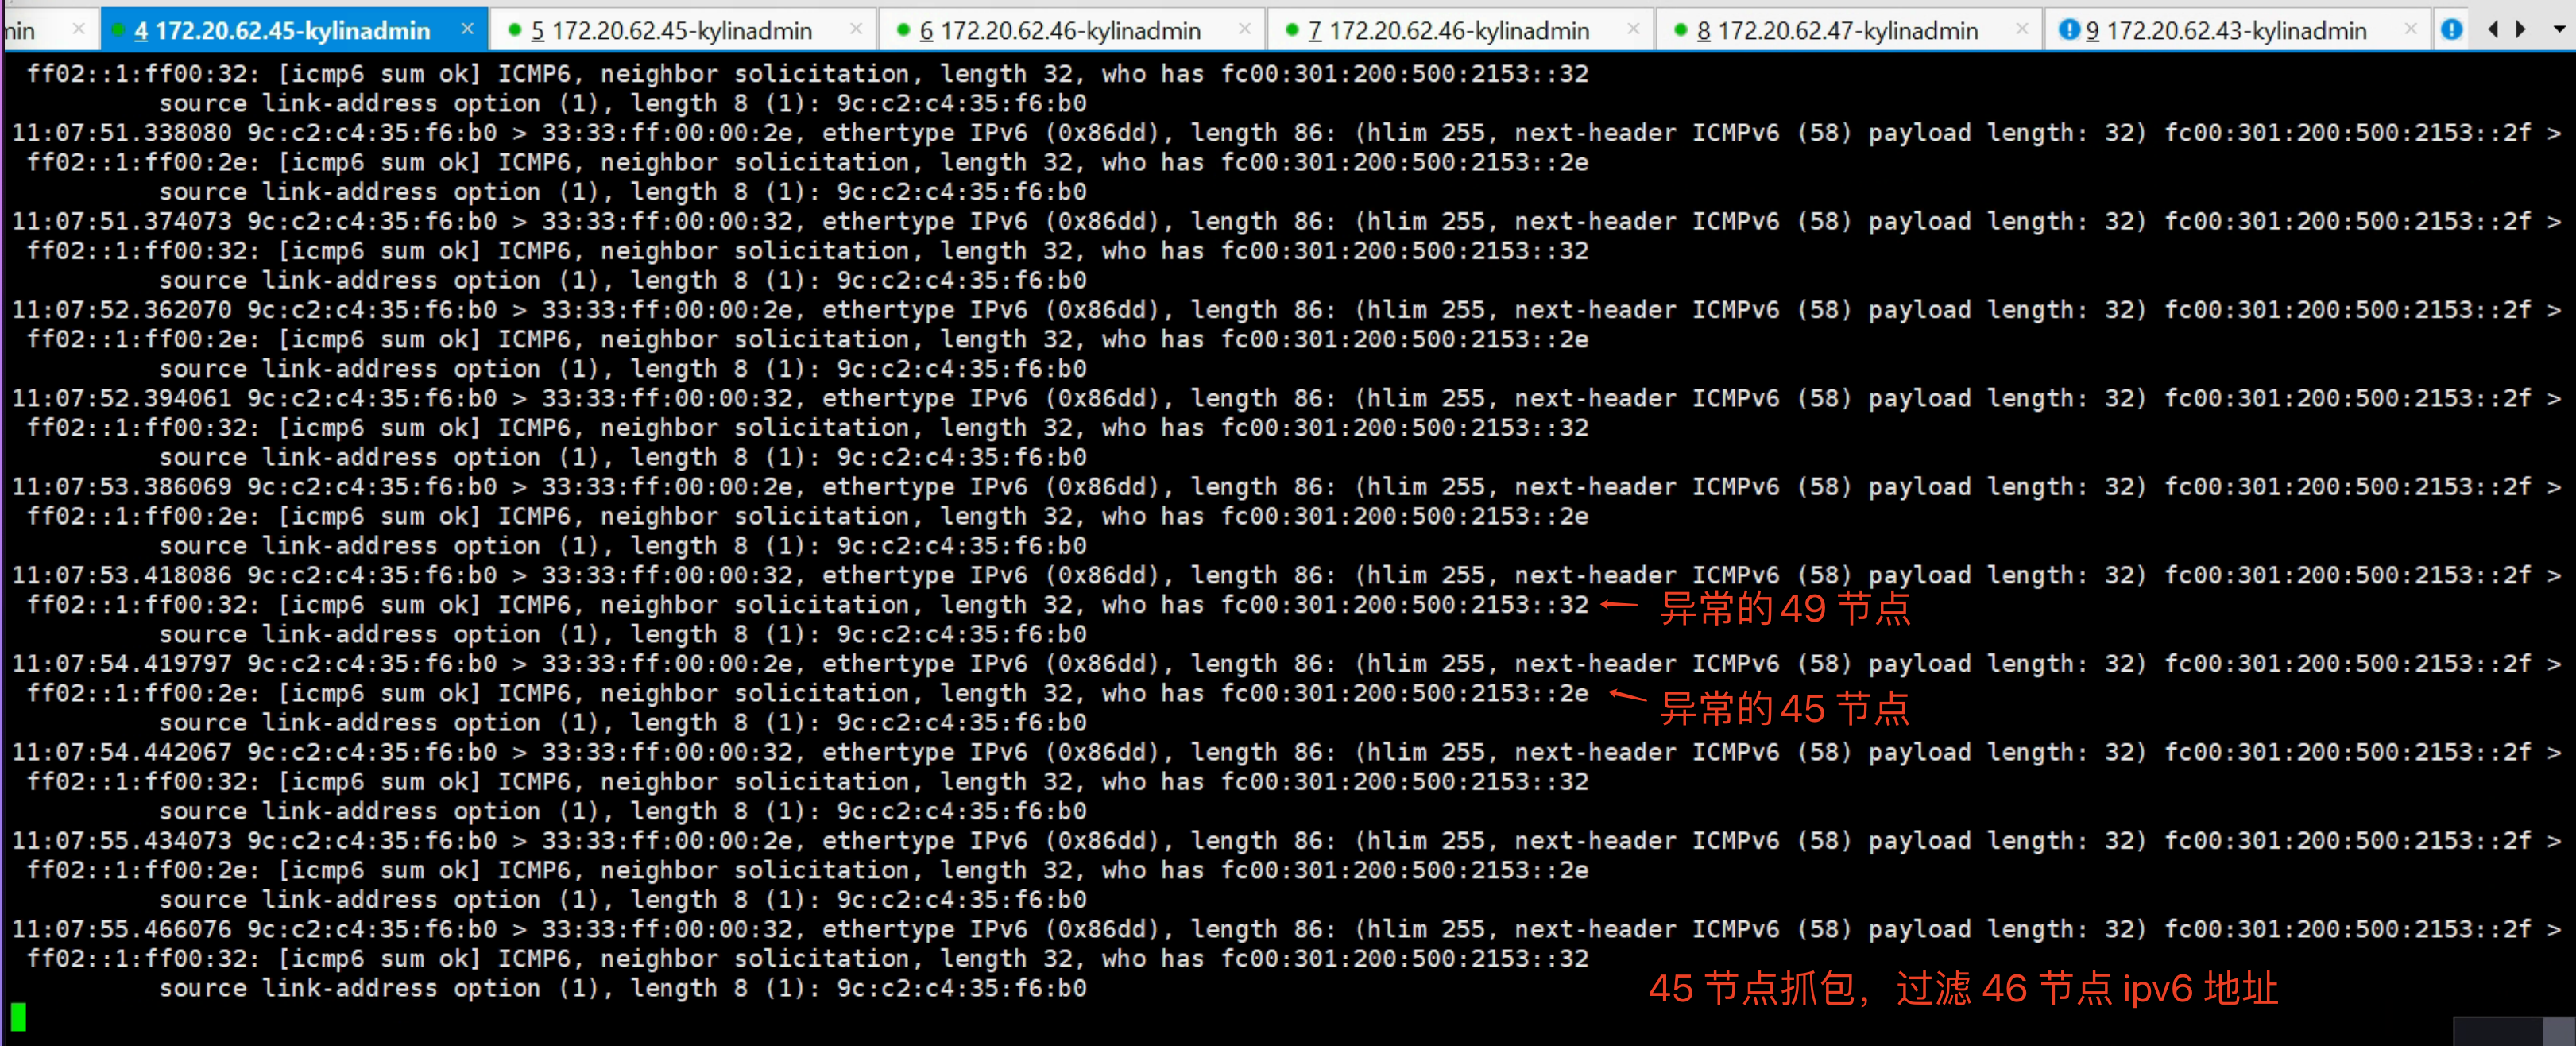 min
4 172.20.62.45-kylinadmin
5 172.20.62.45-kylinadmin
6 172.20.62.46-kylinadmin
7 172.20.62.46-kylinadmin
8 172.20.62.47-kylinadmin
9 172.20.62.43-kylinadmin
ff02::1:ff00:32: [icmp6 sum ok] ICMP6, neighbor solicitation, length 32, who has fc00:301:200:500:2153::32
source link-address option (1), length 8 (1): 9c:c2:c4:35:f6:b0
11:07:51.338080 9c:c2:c4:35:f6:b0 > 33:33:ff:00:00:2e, ethertype IPv6 (0x86dd), length 86: (hlim 255, next-header ICMPv6 (58) payload length: 32) fc00:301:200:500:2153::2f >
ff02::1:ff00:2e: [icmp6 sum ok] ICMP6, neighbor solicitation, length 32, who has fc00:301:200:500:2153::2e
source link-address option (1), length 8 (1): 9c:c2:c4:35:f6:b0
11:07:51.374073 9c:c2:c4:35:f6:b0 > 33:33:ff:00:00:32, ethertype IPv6 (0x86dd), length 86: (hlim 255, next-header ICMPv6 (58) payload length: 32) fc00:301:200:500:2153::2f >
ff02::1:ff00:32: [icmp6 sum ok] ICMP6, neighbor solicitation, length 32, who has fc00:301:200:500:2153::32
source link-address option (1), length 8 (1): 9c:c2:c4:35:f6:b0
11:07:52.362070 9c:c2:c4:35:f6:b0 > 33:33:ff:00:00:2e, ethertype IPv6 (0x86dd), length 86: (hlim 255, next-header ICMPv6 (58) payload length: 32) fc00:301:200:500:2153::2f >
ff02::1:ff00:2e: [icmp6 sum ok] ICMP6, neighbor solicitation, length 32, who has fc00:301:200:500:2153::2e
source link-address option (1), length 8 (1): 9c:c2:c4:35:f6:b0
11:07:52.394061 9c:c2:c4:35:f6:b0 > 33:33:ff:00:00:32, ethertype IPv6 (0x86dd), length 86: (hlim 255, next-header ICMPv6 (58) payload length: 32) fc00:301:200:500:2153::2f >
ff02::1:ff00:32: [icmp6 sum ok] ICMP6, neighbor solicitation, length 32, who has fc00:301:200:500:2153::32
source link-address option (1), length 8 (1): 9c:c2:c4:35:f6:b0
11:07:53.386069 9c:c2:c4:35:f6:b0 > 33:33:ff:00:00:2e, ethertype IPv6 (0x86dd), length 86: (hlim 255, next-header ICMPv6 (58) payload length: 32) fc00:301:200:500:2153::2f >
ff02::1:ff00:2e: [icmp6 sum ok] ICMP6, neighbor solicitation, length 32, who has fc00:301:200:500:2153::2e
source link-address option (1), length 8 (1): 9c:c2:c4:35:f6:b0
11:07:53.418086 9c:c2:c4:35:f6:b0 > 33:33:ff:00:00:32, ethertype IPv6 (0x86dd), length 86: (hlim 255, next-header ICMPv6 (58) payload length: 32) fc00:301:200:500:2153::2f >
ff02::1:ff00:32: [icmp6 sum ok] ICMP6, neighbor solicitation, length 32, who has fc00:301:200:500:2153::32
异常的49 节点
source link-address option (1), length 8 (1): 9c:c2:c4:35:f6:b0
11:07:54.419797 9c:c2:c4:35:f6:b0 > 33:33:ff:00:00:2e, ethertype IPv6 (0x86dd), length 86: (hlim 255, next-header ICMPv6 (58) payload length: 32) fc00:301:200:500:2153::2f >
ff02::1:ff00:2e: [icmp6 sum ok] ICMP6, neighbor solicitation, length 32, who has fc00:301:200:500:2153::2e
异常的45 节点
source link-address option (1), length 8 (1): 9c:c2:c4:35:f6:b0
11:07:54.442067 9c:c2:c4:35:f6:b0 > 33:33:ff:00:00:32, ethertype IPv6 (0x86dd), length 86: (hlim 255, next-header ICMPv6 (58) payload length: 32) fc00:301:200:500:2153::2f >
ff02::1:ff00:32: [icmp6 sum ok] ICMP6, neighbor solicitation, length 32, who has fc00:301:200:500:2153::32
source link-address option (1), length 8 (1): 9c:c2:c4:35:f6:b0
11:07:55.434073 9c:c2:c4:35:f6:b0 > 33:33:ff:00:00:2e, ethertype IPv6 (0x86dd), length 86: (hlim 255, next-header ICMPv6 (58) payload length: 32) fc00:301:200:500:2153::2f >
ff02::1:ff00:2e: [icmp6 sum ok] ICMP6, neighbor solicitation, length 32, who has fc00:301:200:500:2153::2e
source link-address option (1), length 8 (1): 9c:c2:c4:35:f6:b0
11:07:55.466076 9c:c2:c4:35:f6:b0 > 33:33:ff:00:00:32, ethertype IPv6 (0x86dd), length 86: (hlim 255, next-header ICMPv6 (58) payload length: 32) fc00:301:200:500:2153::2f >
ff02::1:ff00:32: [icmp6 sum ok] ICMP6, neighbor solicitation, length 32, who has fc00:301:200:500:2153::32
source link-address option (1), length 8 (1): 9c:c2:c4:35:f6:b0
45 节点抓包，过滤 46 节点 ipv6 地址